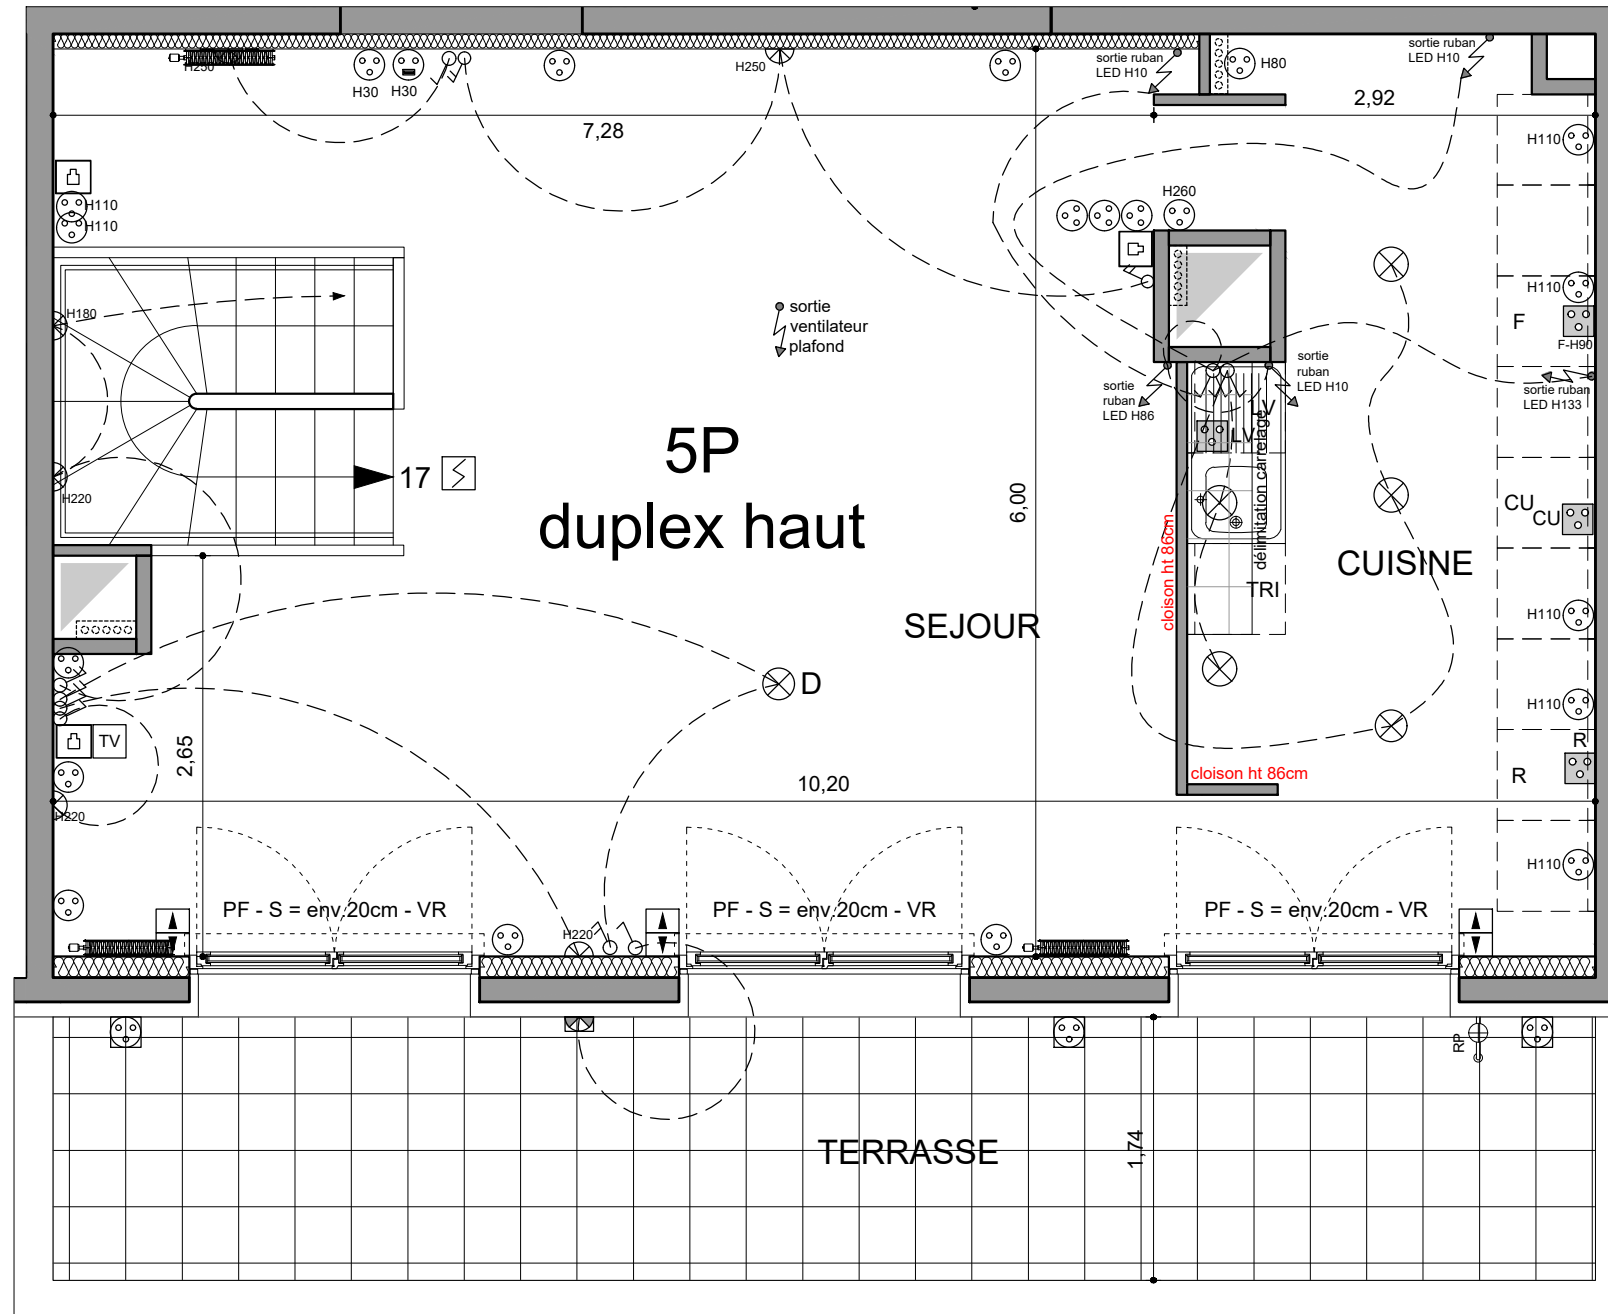 sortie ruban
LED H10
sortie ruban
LED H10
H250
H30
H30
H250
H80
2,92
7,28
H110
H110
H110
H260
H180
sortie
ventilateur
plafond
H110
F
F-H90
sortie
ruban
LED H86
sortie
ruban
LED H10
sortie ruban
LED H133
LV
LV
délimitation carrelage
5P
duplex haut
17
H220
6,00
cloison ht 86cm
CU
CU
CUISINE
TRI
H110
SEJOUR
D
H110
TV
2,65
R
R
cloison ht 86cm
10,20
H220
H110
PF - S = env.20cm - VR
PF - S = env.20cm - VR
PF - S = env.20cm - VR
H220
RP
TERRASSE
1,74